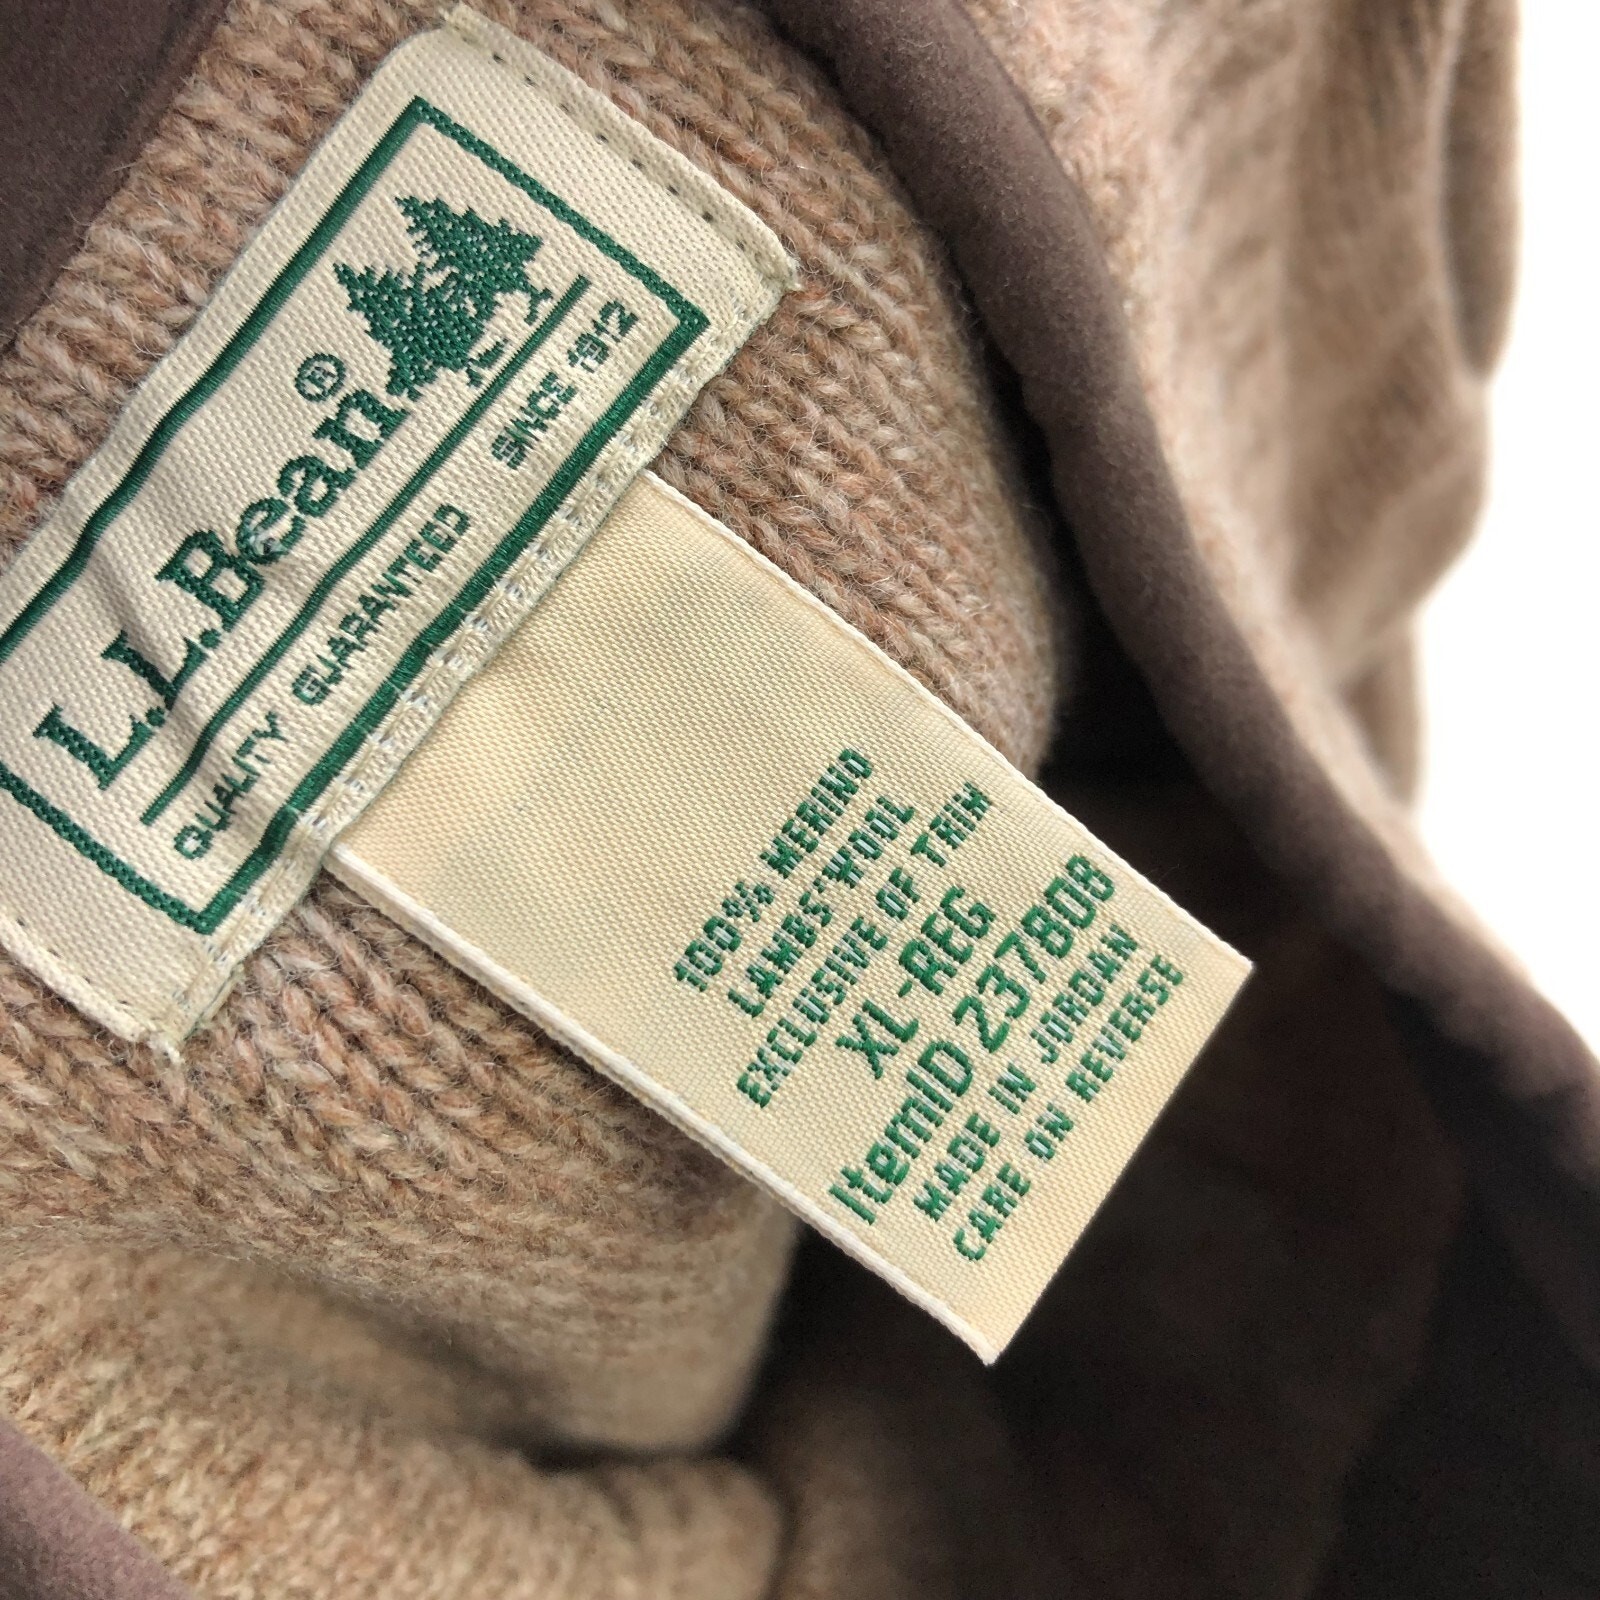 L.L.Bean®
QUALITY GUARANTEED SINCE 1912
100% MERINO
LAMBS' WOOL
EXCLUSIVE OF TRIM
XL-REG
ItemID 237808
MADE IN JORDAN
CARE ON REVERSE